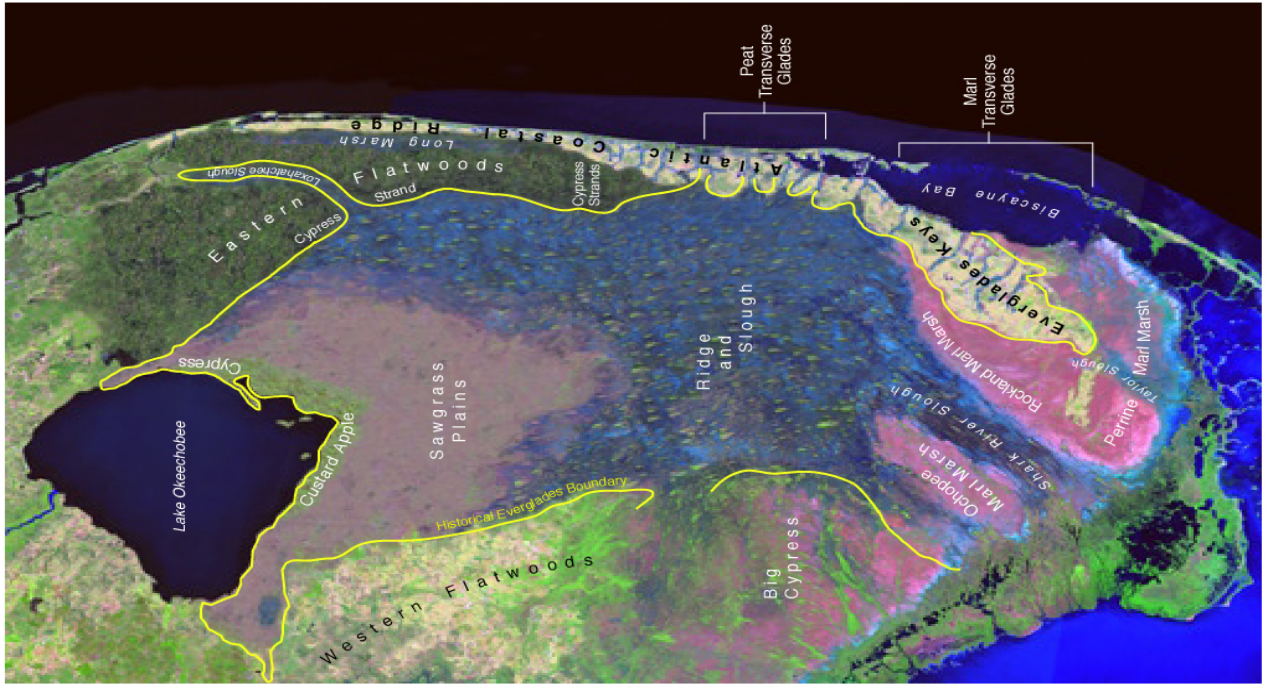 Peat
Transverse
Glades
Marl
Transverse
Glades
Atlantic Coastal Ridge
Long Marsh
Flatwoods
Eastern
Loxahatchee Slough
Strand
Cypress
Cypress
Strands
Biscayne Bay
Everglades Keys
Cypress
Custard Apple
Lake Okeechobee
Sawgrass
Plains
Ridge
and
Slough
Rockland Marl Marsh
Marl Marsh
Taylor Slough
Perrine
Shark River Slough
Ochopee
Marl Marsh
Historical Everglades Boundary
Western Flatwoods
Big
Cypress